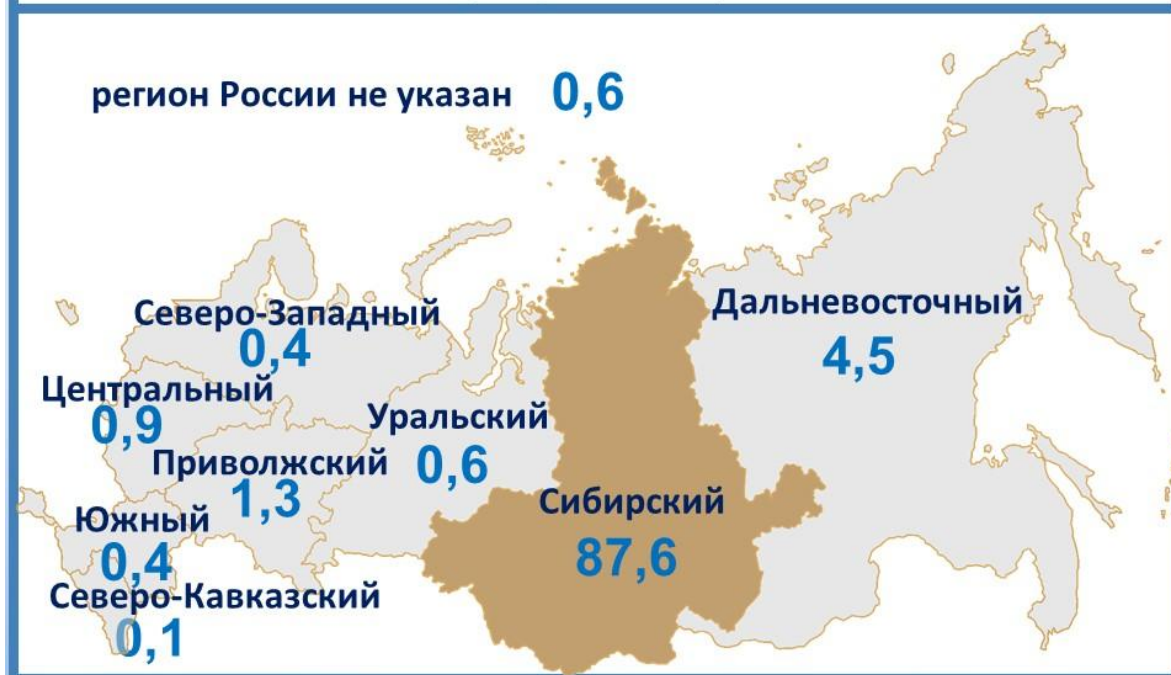 регион России не указан 0,6
Северо-Западный
0,4
Дальневосточный
4,5
Центральный
0,9
Уральский
0,6
Приволжский
1,3
Сибирский
87,6
Южный
0,4
Северо-Кавказский
0,1